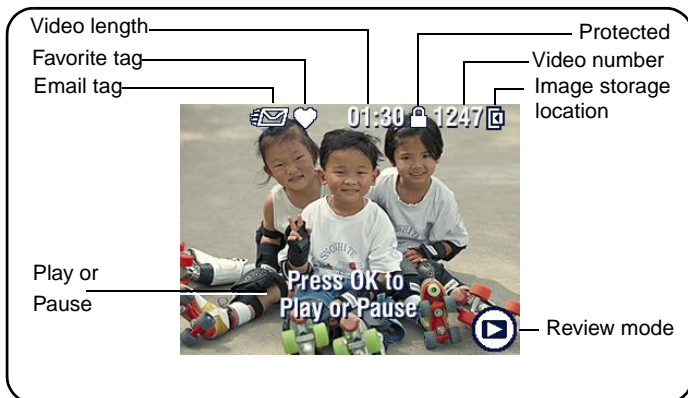 Video length
Favorite tag
Email tag
Protected
Video number
Image storage
location
01:30 1247
SNOWHITE
Press OK to
Play or Pause
Play or
Pause
Review mode